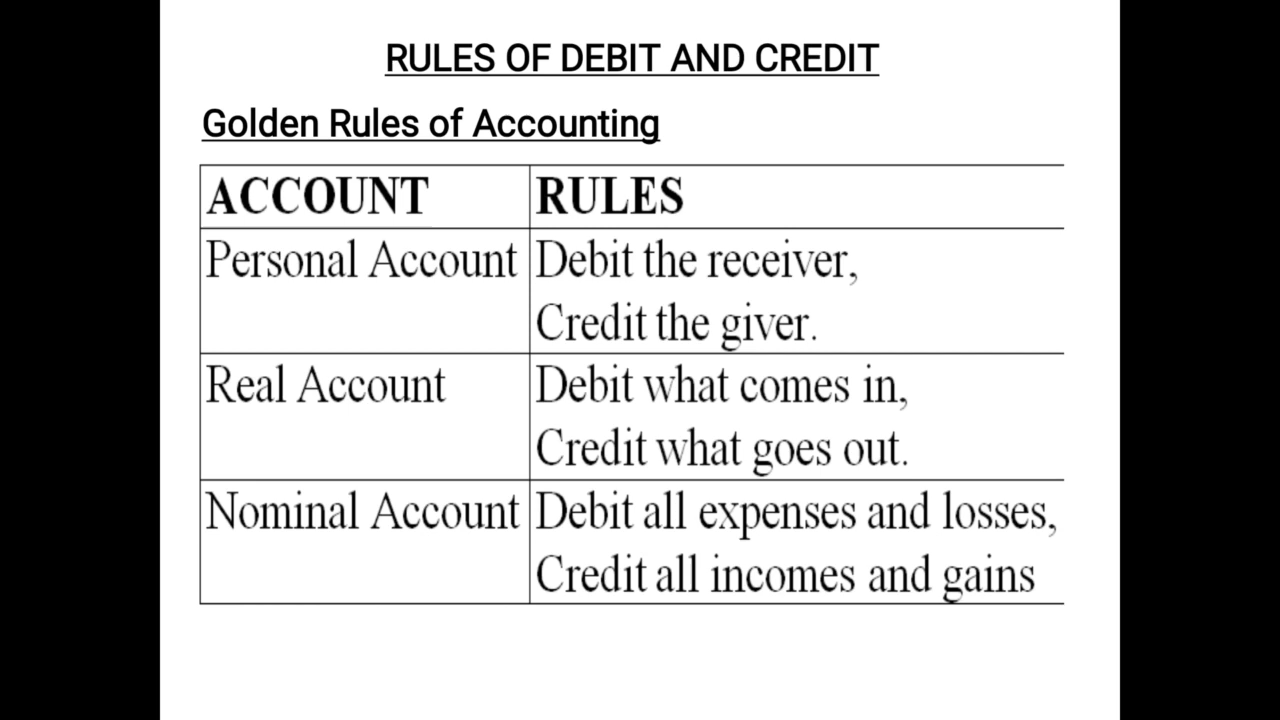 RULES OF DEBIT AND CREDIT
Golden Rules of Accounting
ACCOUNT RULES
Personal Account Debit the receiver,
Credit the giver.
Real Account Debit what comes in,
Credit what goes out.
Nominal Account Debit all expenses and losses,
Credit all incomes and gains